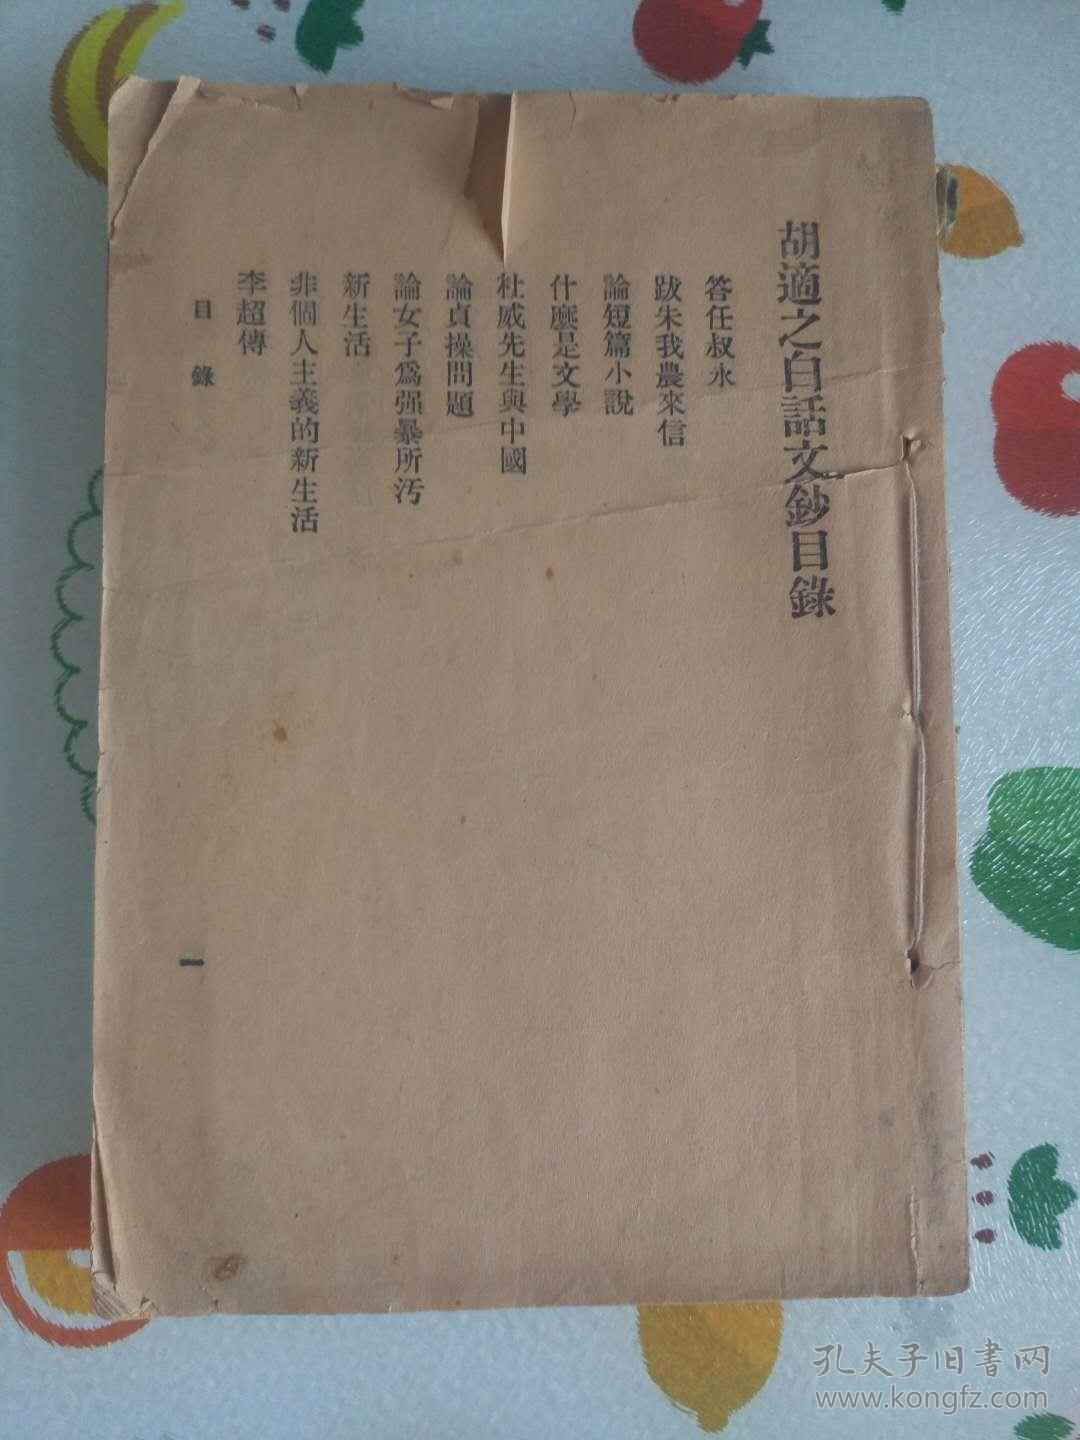 胡適之白話文鈔目錄
答任叔永
跋朱我農來信
論短篇小說
什麼是文學
杜威先生與中國
論貞操問題
論女子爲强暴所汚
新生活
非個人主義的新生活
李超傳
目錄
一
孔夫子旧書网
www.kongfz.com